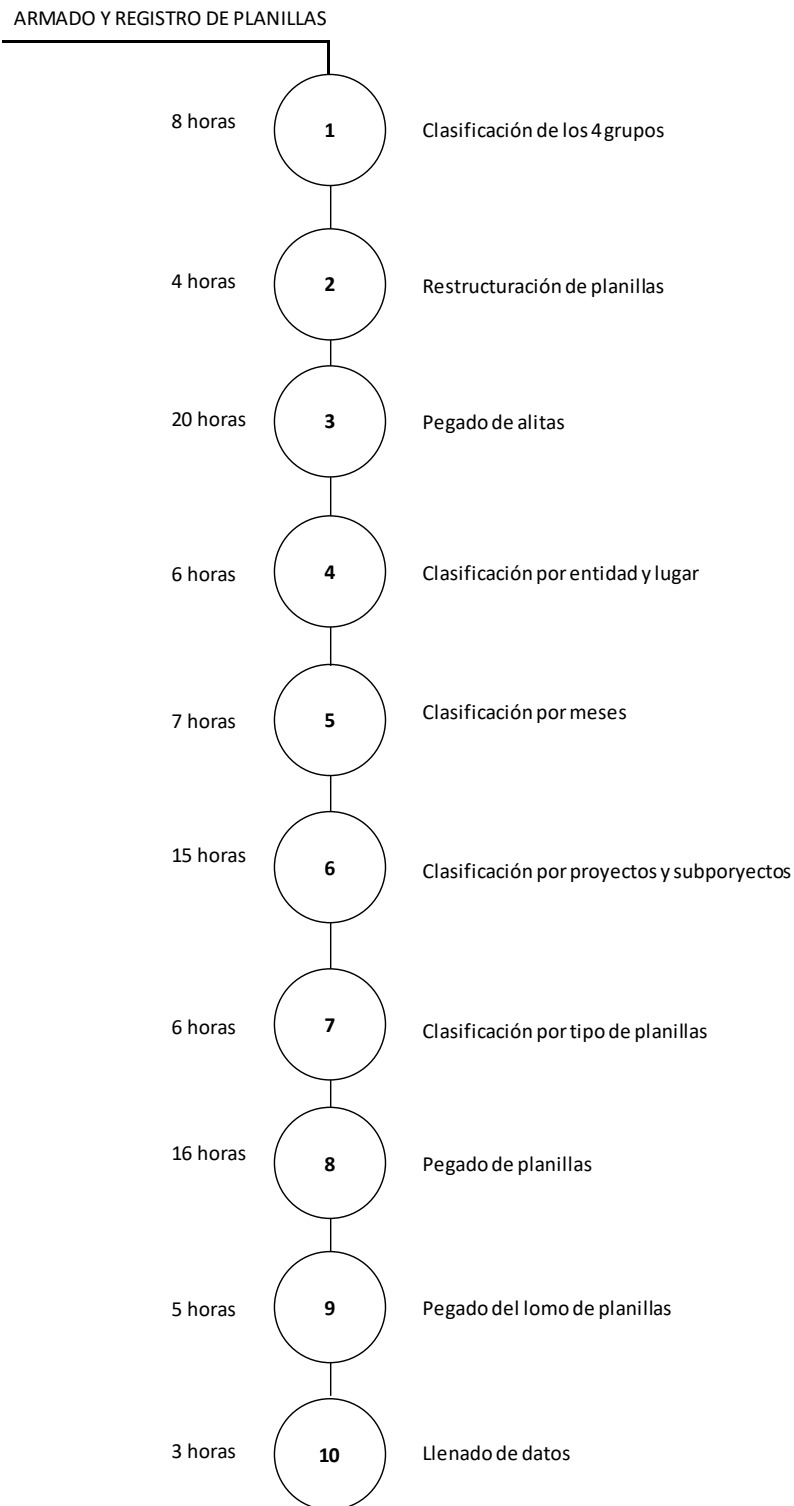 ARMADO Y REGISTRO DE PLANILLAS
8 horas 1 Clasificación de los 4 grupos
4 horas 2 Restructuración de planillas
20 horas 3 Pegado de alitas
6 horas 4 Clasificación por entidad y lugar
7 horas 5 Clasificación por meses
15 horas 6 Clasificación por proyectos y subporyectos
6 horas 7 Clasificación por tipo de planillas
16 horas 8 Pegado de planillas
5 horas 9 Pegado del lomo de planillas
3 horas 10 Llenado de datos